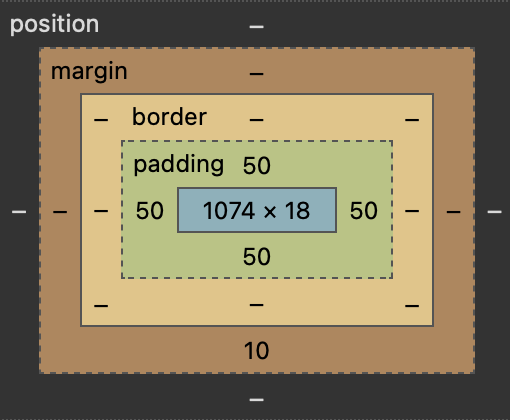 position –
margin –
– border – –
padding 50
– – – 50 1074 × 18 50 – – –
50
– – –
10
–